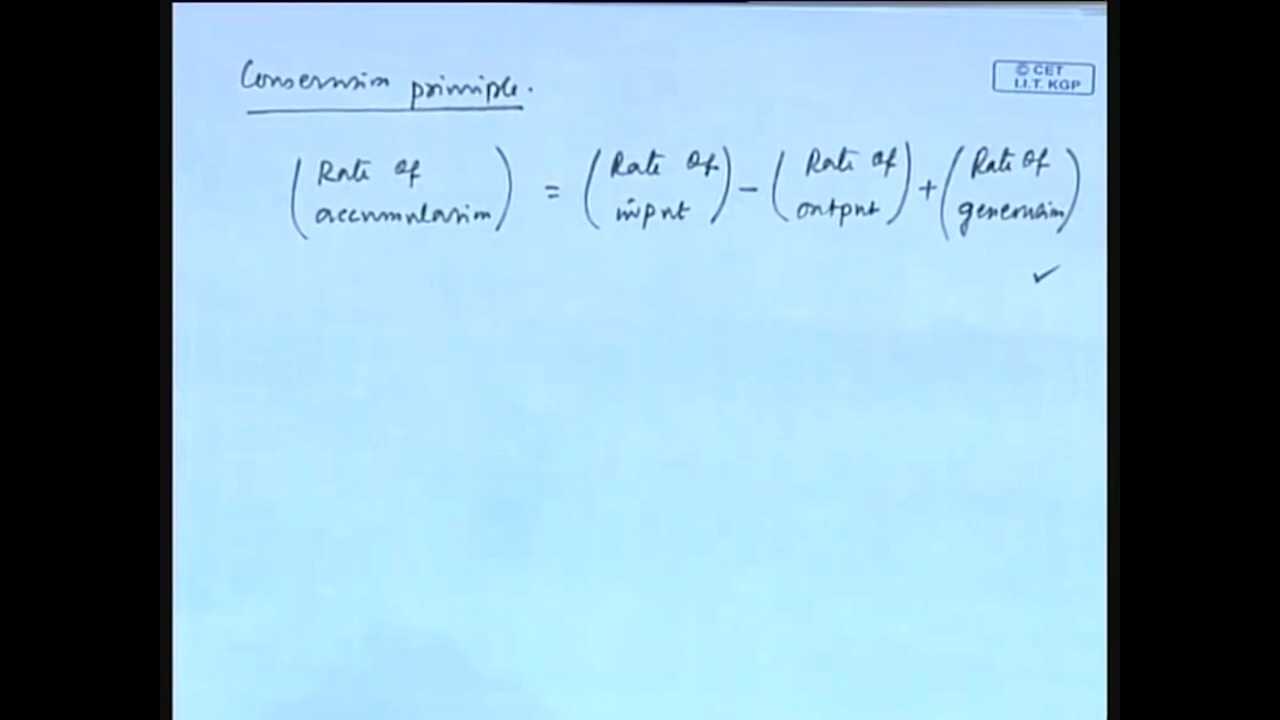 Conservation principle.
© CET
I.I.T. KGP
(Rate of accumulation) = (Rate of input) - (Rate of output) + (Rate of generation) ✓